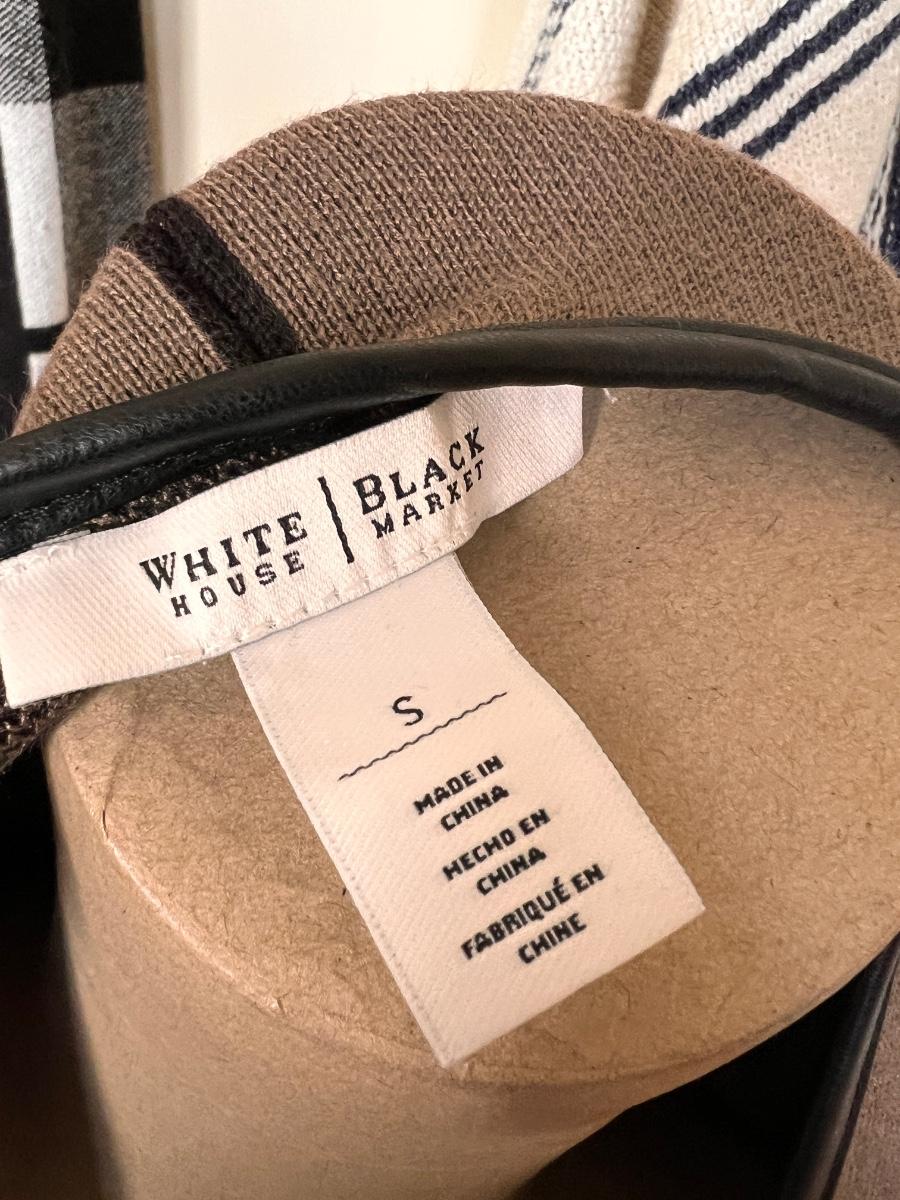 WHITE HOUSE | BLACK MARKET
S
MADE IN
CHINA
HECHO EN
CHINA
FABRIQUÉ EN
CHINE